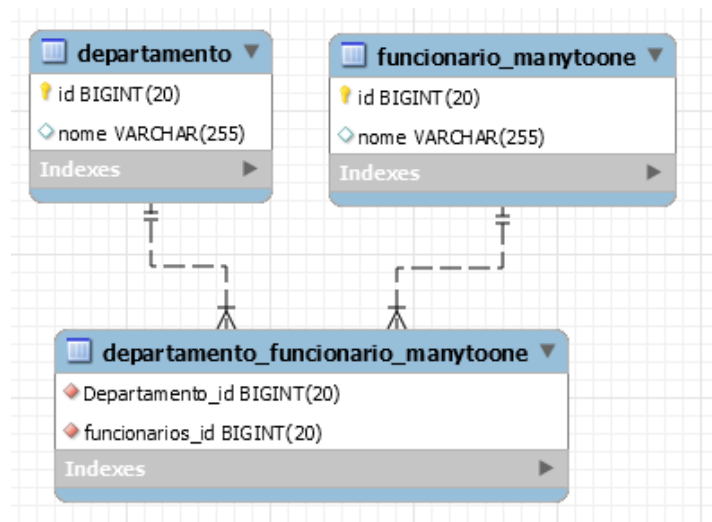 departamento
id BIGINT(20)
nome VARCHAR(255)
Indexes
funcionario_manytoone
id BIGINT(20)
nome VARCHAR(255)
Indexes
departamento_funcionario_manytoone
Departamento_id BIGINT(20)
funcionarios_id BIGINT(20)
Indexes